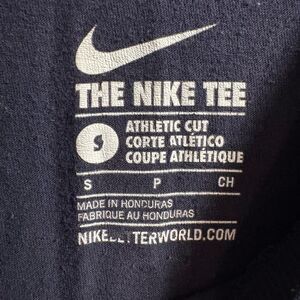 THE NIKE TEE
S
ATHLETIC CUT
CORTE ATLÉTICO
COUPE ATHLÉTIQUE
S P CH
MADE IN HONDURAS
FABRIQUE AU HONDURAS
NIKEBETTERWORLD.COM